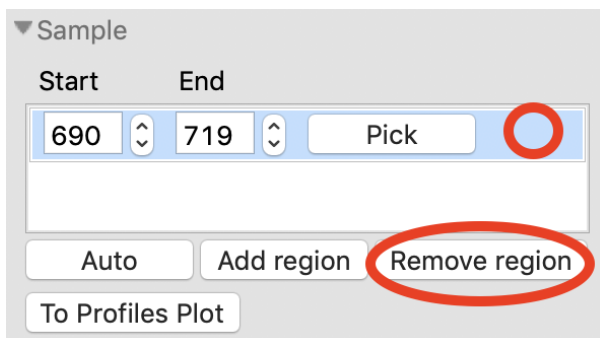 Sample
Start End
690 719 Pick
Auto Add region Remove region
To Profiles Plot